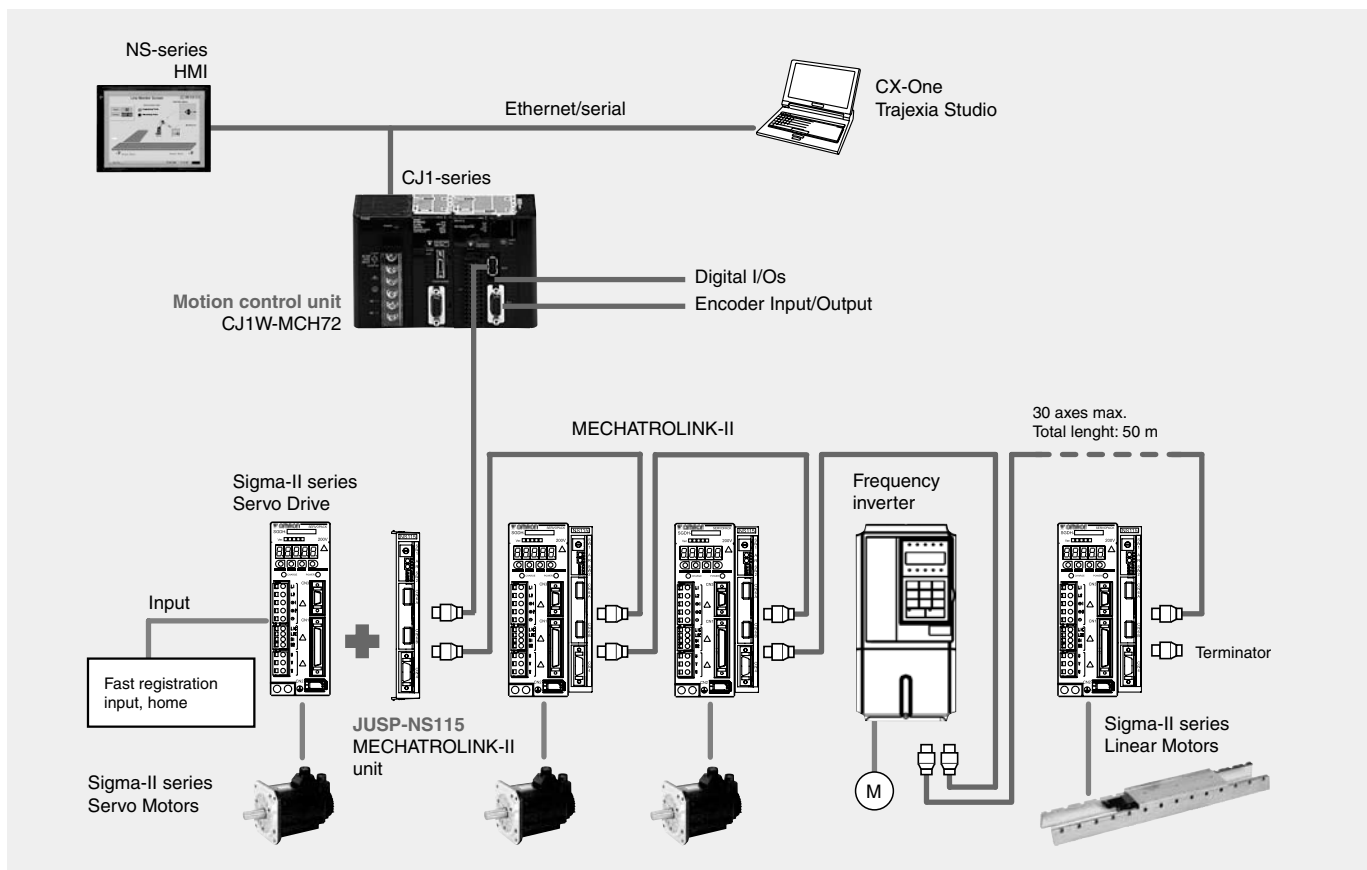 NS-series
HMI
Ethernet/serial
CX-One
Trajexia Studio
CJ1-series
Motion control unit
CJ1W-MCH72
Digital I/Os
Encoder Input/Output
MECHATROLINK-II
30 axes max.
Total lenght: 50 m
Sigma-II series
Servo Drive
Frequency
inverter
Input
Fast registration
input, home
JUSP-NS115
MECHATROLINK-II
unit
Terminator
Sigma-II series
Servo Motors
M
Sigma-II series
Linear Motors